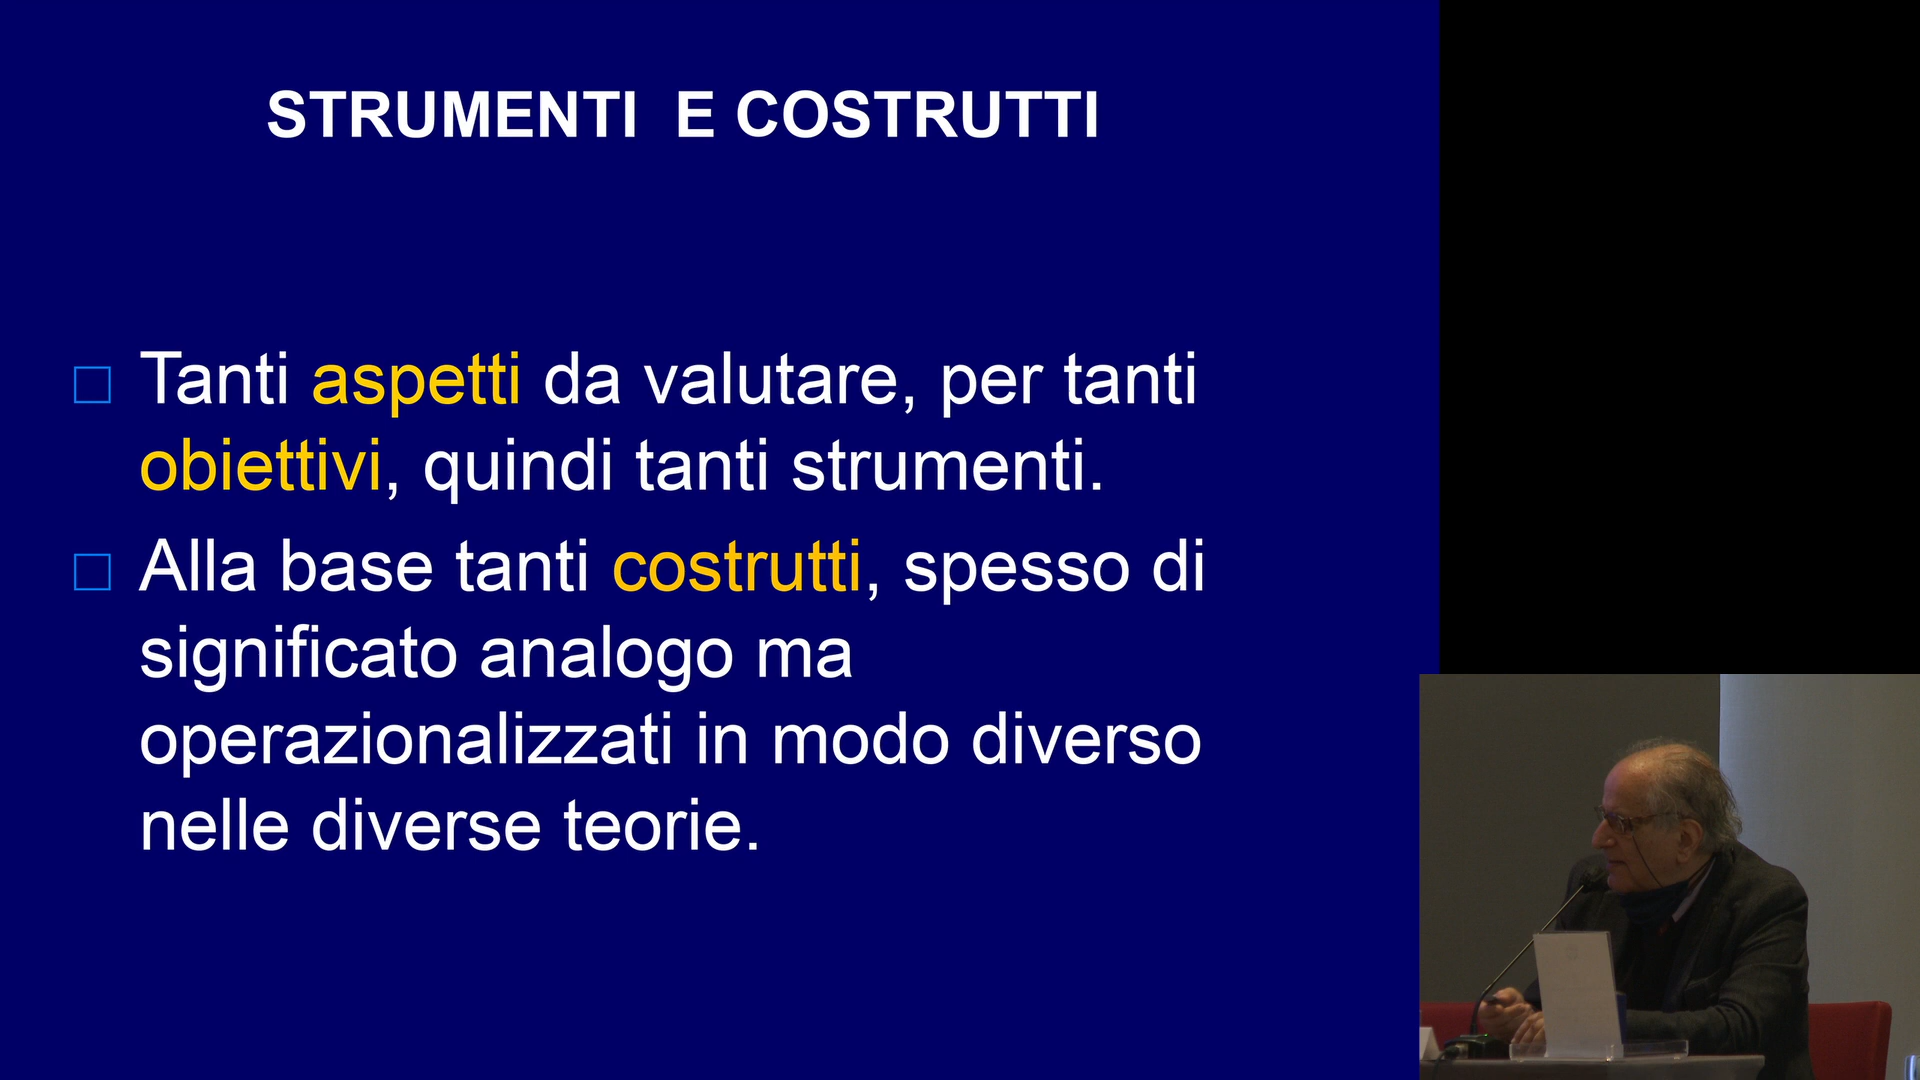 STRUMENTI E COSTRUTTI
Tanti aspetti da valutare, per tanti
obiettivi, quindi tanti strumenti.
Alla base tanti costrutti, spesso di
significato analogo ma
operazionalizzati in modo diverso
nelle diverse teorie.